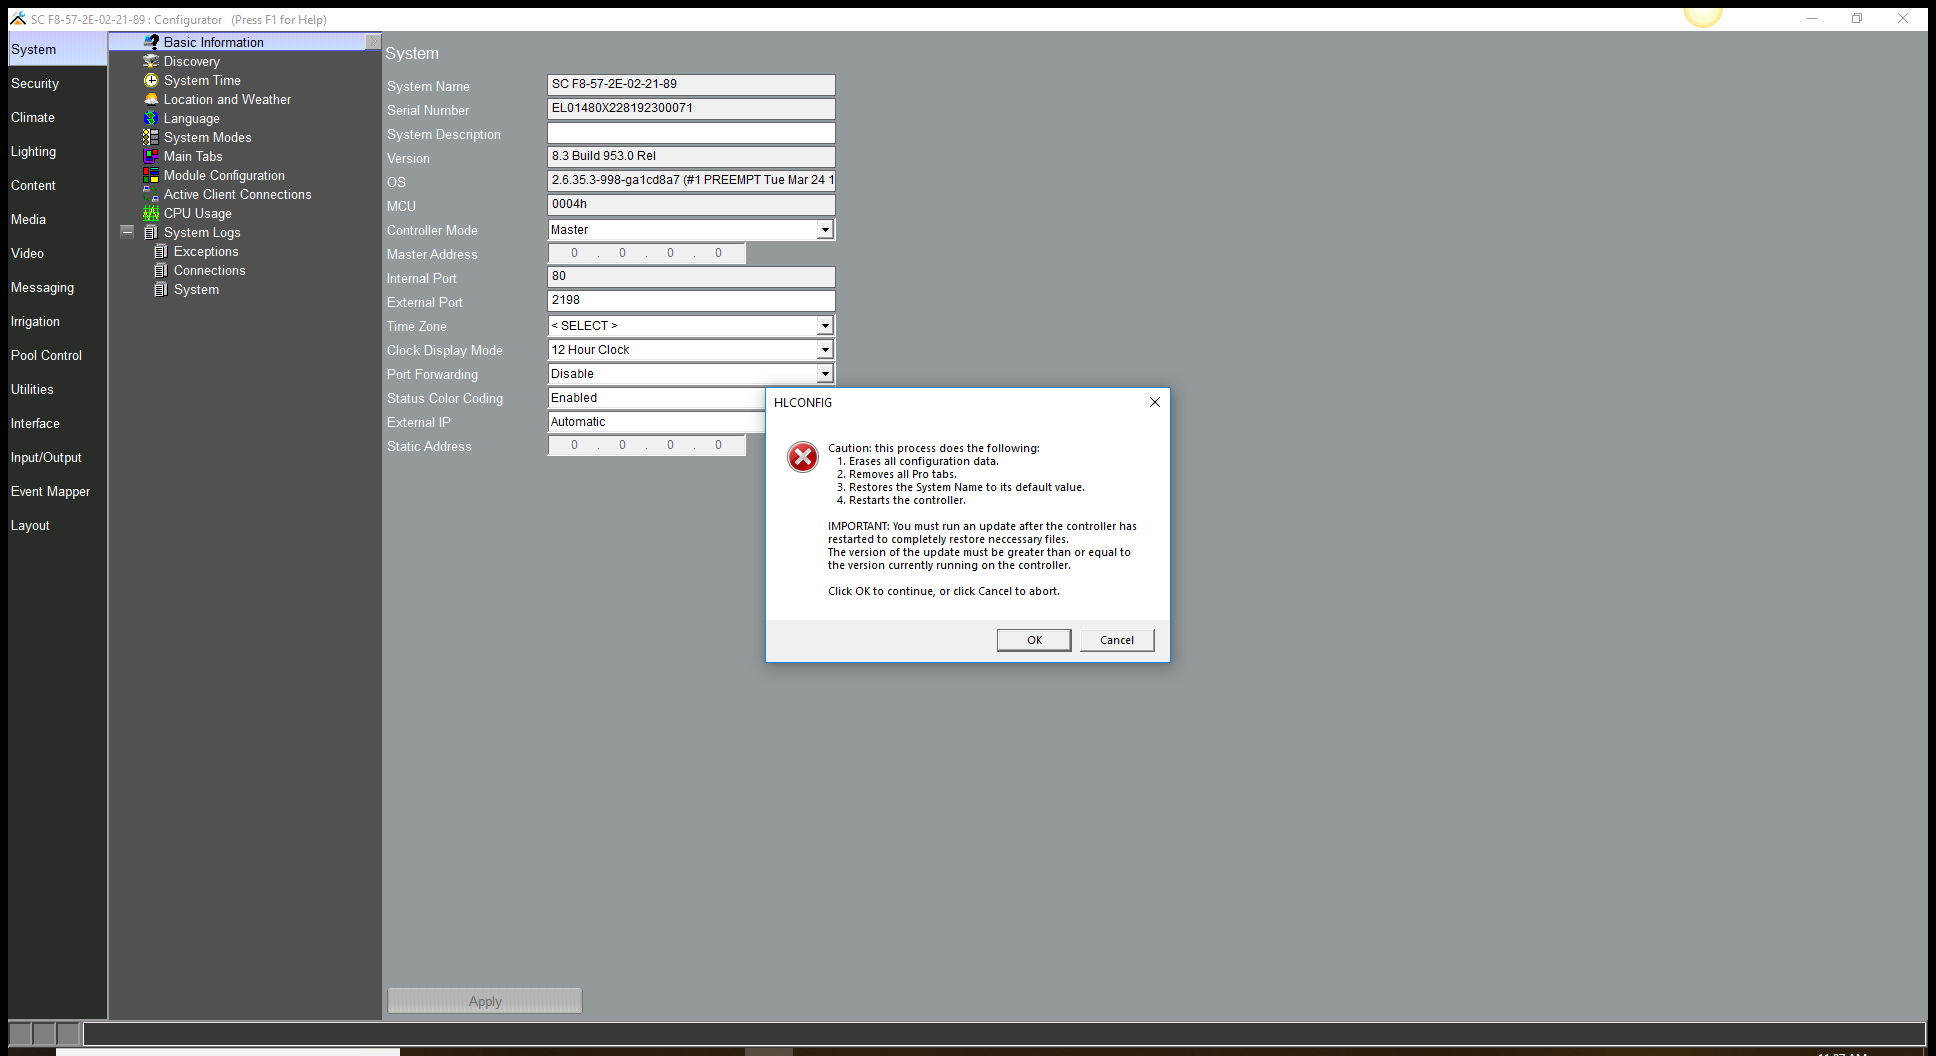 SC F8-57-2E-02-21-89 : Configurator   (Press F1 for Help)
System
Security
Climate
Lighting
Content
Media
Video
Messaging
Irrigation
Pool Control
Utilities
Interface
Input/Output
Event Mapper
Layout
Basic Information
Discovery
System Time
Location and Weather
Language
System Modes
Main Tabs
Module Configuration
Active Client Connections
CPU Usage
System Logs
Exceptions
Connections
System
System
System Name SC F8-57-2E-02-21-89
Serial Number EL01480X228192300071
System Description
Version 8.3 Build 953.0 Rel
OS 2.6.35.3-998-ga1cd8a7 (#1 PREEMPT Tue Mar 24 1
MCU 0004h
Controller Mode Master
Master Address 0 . 0 . 0 . 0
Internal Port 80
External Port 2198
Time Zone < SELECT >
Clock Display Mode 12 Hour Clock
Port Forwarding Disable
Status Color Coding Enabled
External IP Automatic
Static Address 0 . 0 . 0 . 0
Apply
HLCONFIG
Caution: this process does the following:
1. Erases all configuration data.
2. Removes all Pro tabs.
3. Restores the System Name to its default value.
4. Restarts the controller.
IMPORTANT: You must run an update after the controller has
restarted to completely restore neccessary files.
The version of the update must be greater than or equal to
the version currently running on the controller.
Click OK to continue, or click Cancel to abort.
OK
Cancel